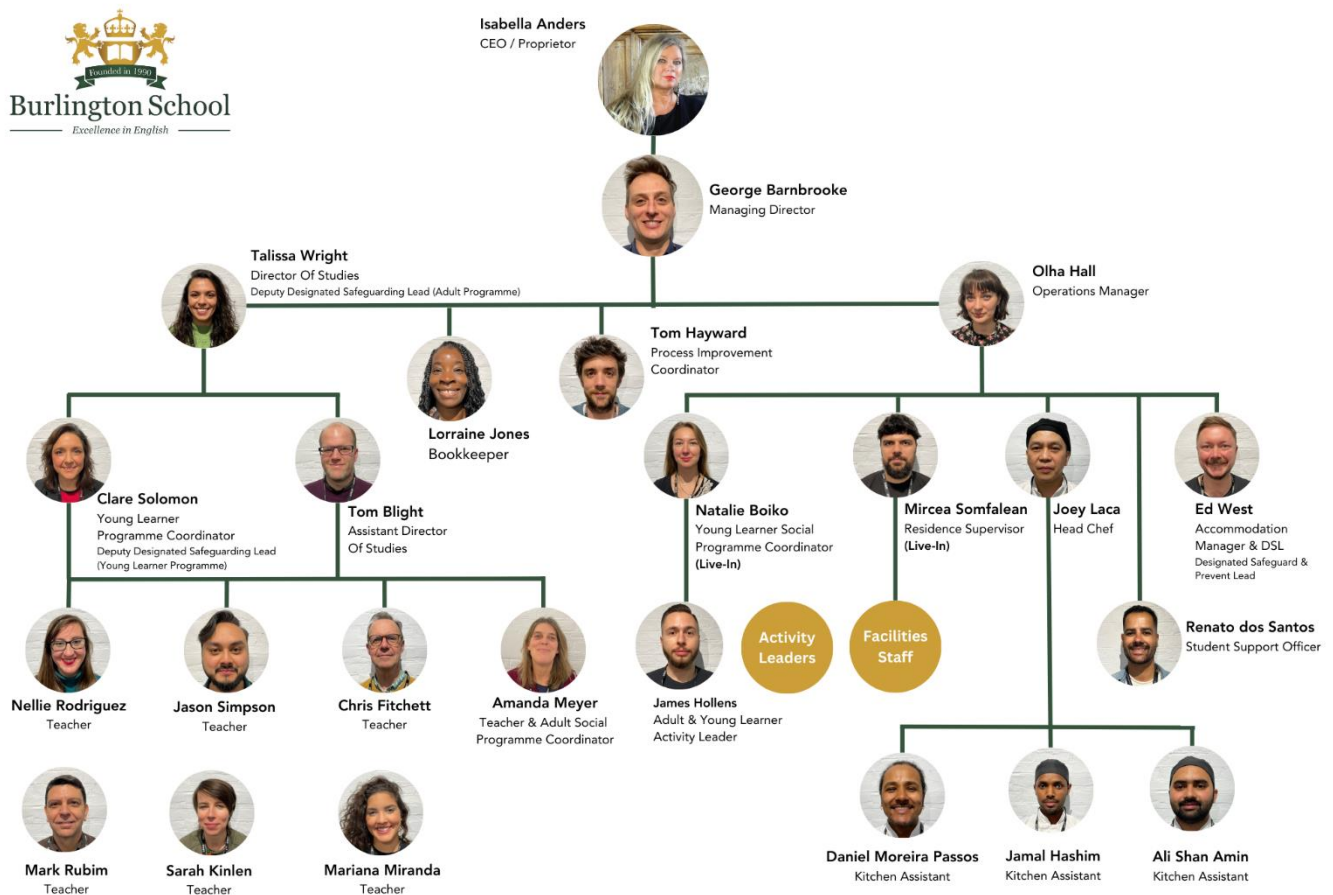 Founded in 1990
Burlington School
Excellence in English
Isabella Anders
CEO / Proprietor
George Barnbrooke
Managing Director
Talissa Wright
Director Of Studies
Deputy Designated Safeguarding Lead (Adult Programme)
Olha Hall
Operations Manager
Lorraine Jones
Bookkeeper
Tom Hayward
Process Improvement
Coordinator
Clare Solomon
Young Learner
Programme Coordinator
Deputy Designated Safeguarding Lead
(Young Learner Programme)
Tom Blight
Assistant Director
Of Studies
Natalie Boiko
Young Learner Social
Programme Coordinator
(Live-In)
Mircea Somfalean
Residence Supervisor
(Live-In)
Joey Laca
Head Chef
Ed West
Accommodation
Manager & DSL
Designated Safeguard &
Prevent Lead
Nellie Rodriguez
Teacher
Jason Simpson
Teacher
Chris Fitchett
Teacher
Amanda Meyer
Teacher & Adult Social
Programme Coordinator
James Hollens
Adult & Young Learner
Activity Leader
Activity
Leaders
Facilities
Staff
Renato dos Santos
Student Support Officer
Mark Rubim
Teacher
Sarah Kinlen
Teacher
Mariana Miranda
Teacher
Daniel Moreira Passos
Kitchen Assistant
Jamal Hashim
Kitchen Assistant
Ali Shan Amin
Kitchen Assistant